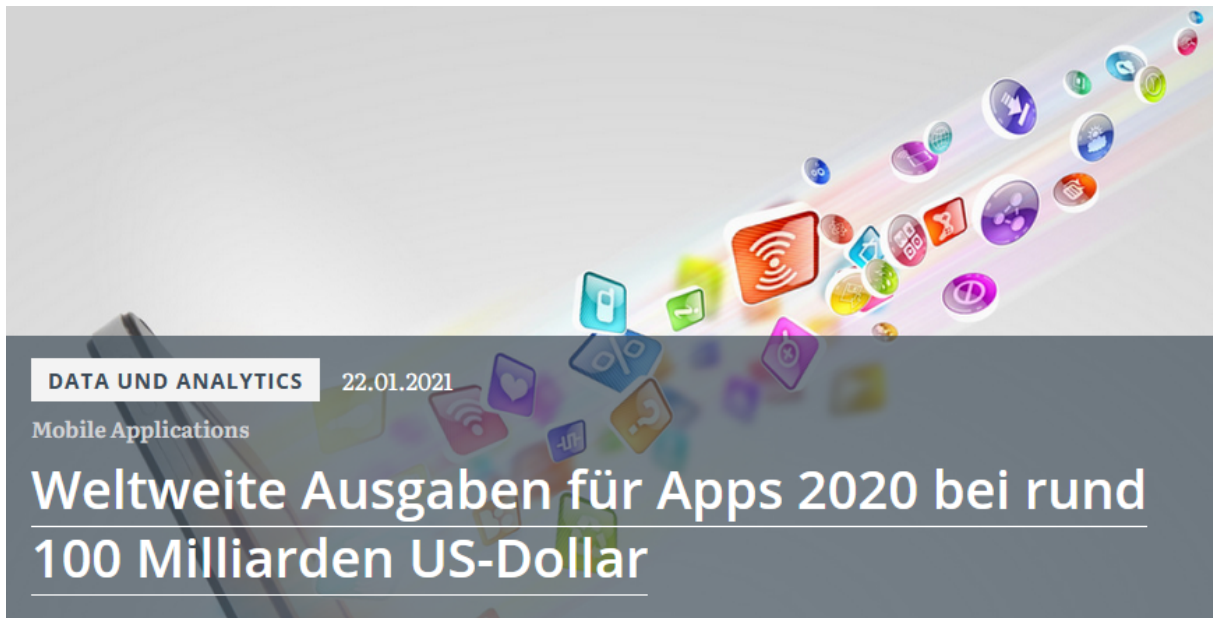 DATA UND ANALYTICS 22.01.2021
Mobile Applications
Weltweite Ausgaben für Apps 2020 bei rund
100 Milliarden US-Dollar